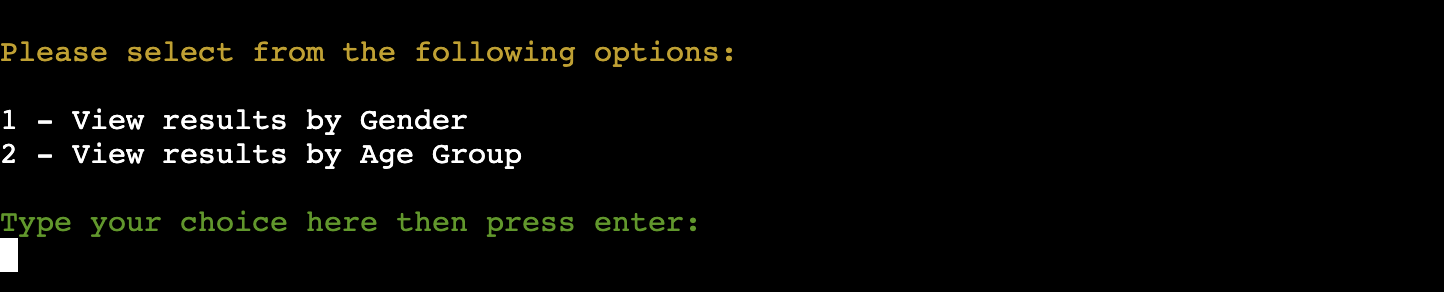 Please select from the following options:
1 - View results by Gender
2 - View results by Age Group
Type your choice here then press enter: